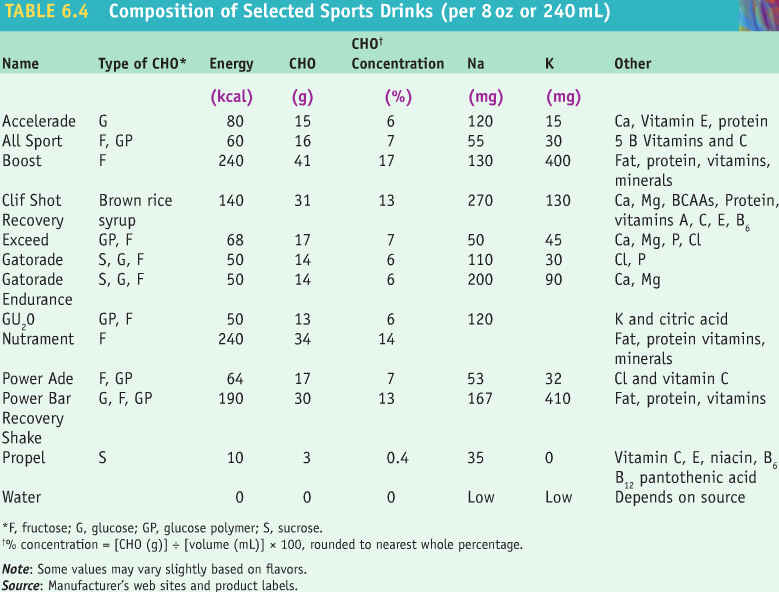 TABLE 6.4 Composition of Selected Sports Drinks (per 8 oz or 240 mL)
CHO†
Name Type of CHO* Energy CHO Concentration Na K Other
(kcal) (g) (%) (mg) (mg)
Accelerade G 80 15 6 120 15 Ca, Vitamin E, protein
All Sport F, GP 60 16 7 55 30 5 B Vitamins and C
Boost F 240 41 17 130 400 Fat, protein, vitamins,
minerals
Clif Shot Brown rice 140 31 13 270 130 Ca, Mg, BCAAs, Protein,
Recovery syrup vitamins A, C, E, B6
Exceed GP, F 68 17 7 50 45 Ca, Mg, P, Cl
Gatorade S, G, F 50 14 6 110 30 Cl, P
Gatorade S, G, F 50 14 6 200 90 Ca, Mg
Endurance
GU20 GP, F 50 13 6 120 K and citric acid
Nutrament F 240 34 14 Fat, protein vitamins,
minerals
Power Ade F, GP 64 17 7 53 32 Cl and vitamin C
Power Bar G, F, GP 190 30 13 167 410 Fat, protein, vitamins
Recovery
Shake
Propel S 10 3 0.4 35 0 Vitamin C, E, niacin, B6
B12 pantothenic acid
Water 0 0 0 Low Low Depends on source
*F, fructose; G, glucose; GP, glucose polymer; S, sucrose.
†% concentration = [CHO (g)] ÷ [volume (mL)] × 100, rounded to nearest whole percentage.
Note: Some values may vary slightly based on flavors.
Source: Manufacturer's web sites and product labels.